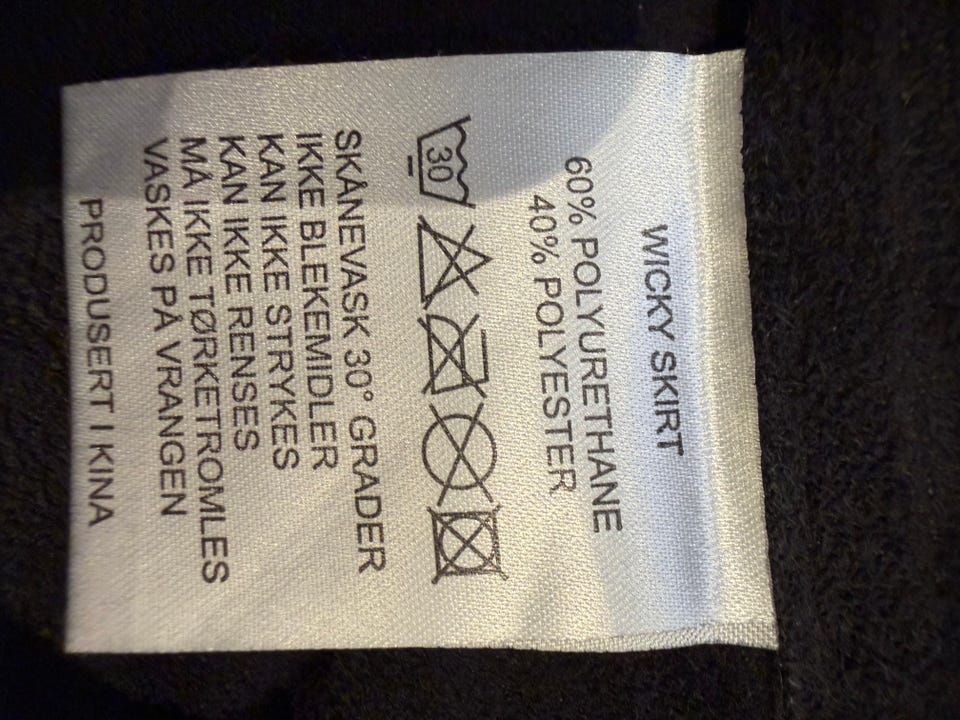 WICKY SKIRT
60% POLYURETHANE
40% POLYESTER
30
SKÅNEVASK 30° GRADER
IKKE BLEKEMIDLER
KAN IKKE STRYKES
KAN IKKE RENSES
MÅ IKKE TØRKETROMLES
VASKES PÅ VRANGEN
PRODUSERT I KINA